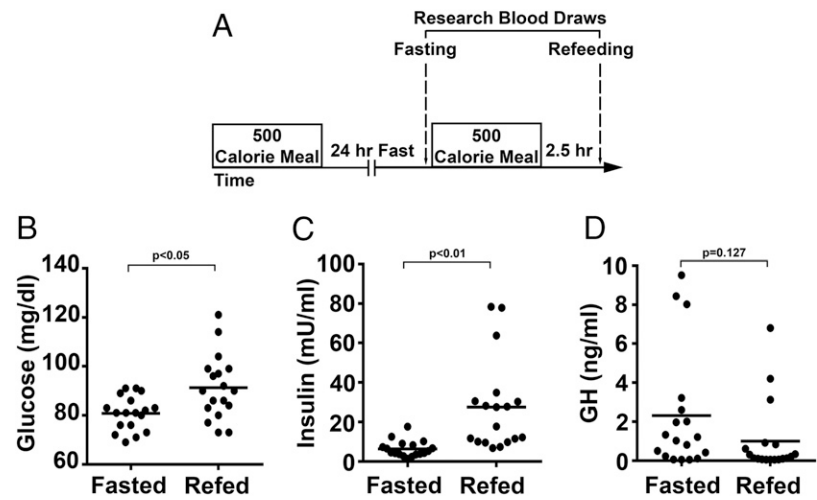 A
Research Blood Draws
Fasting
Refeeding
500
Calorie Meal
24 hr Fast
500
Calorie Meal
2.5 hr
Time
B
p<0.05
Glucose (mg/dl)
140
120
100
80
60
Fasted
Refed
C
p<0.01
Insulin (mU/ml)
100
80
60
40
20
0
Fasted
Refed
D
p=0.127
GH (ng/ml)
10
8
6
4
2
0
Fasted
Refed